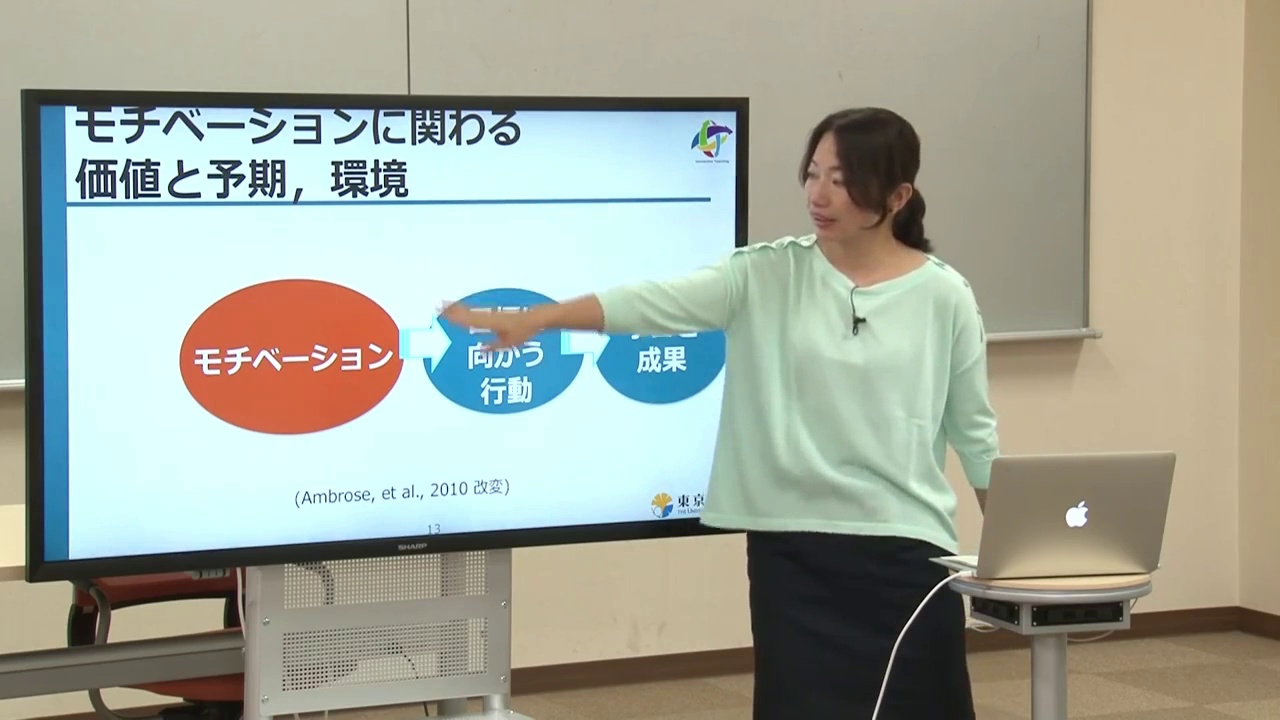 モチベーションに関わる
価値と予期，環境
モチベーション
向かう
行動
成果
(Ambrose, et al., 2010 改変)
東京
13
SHARP